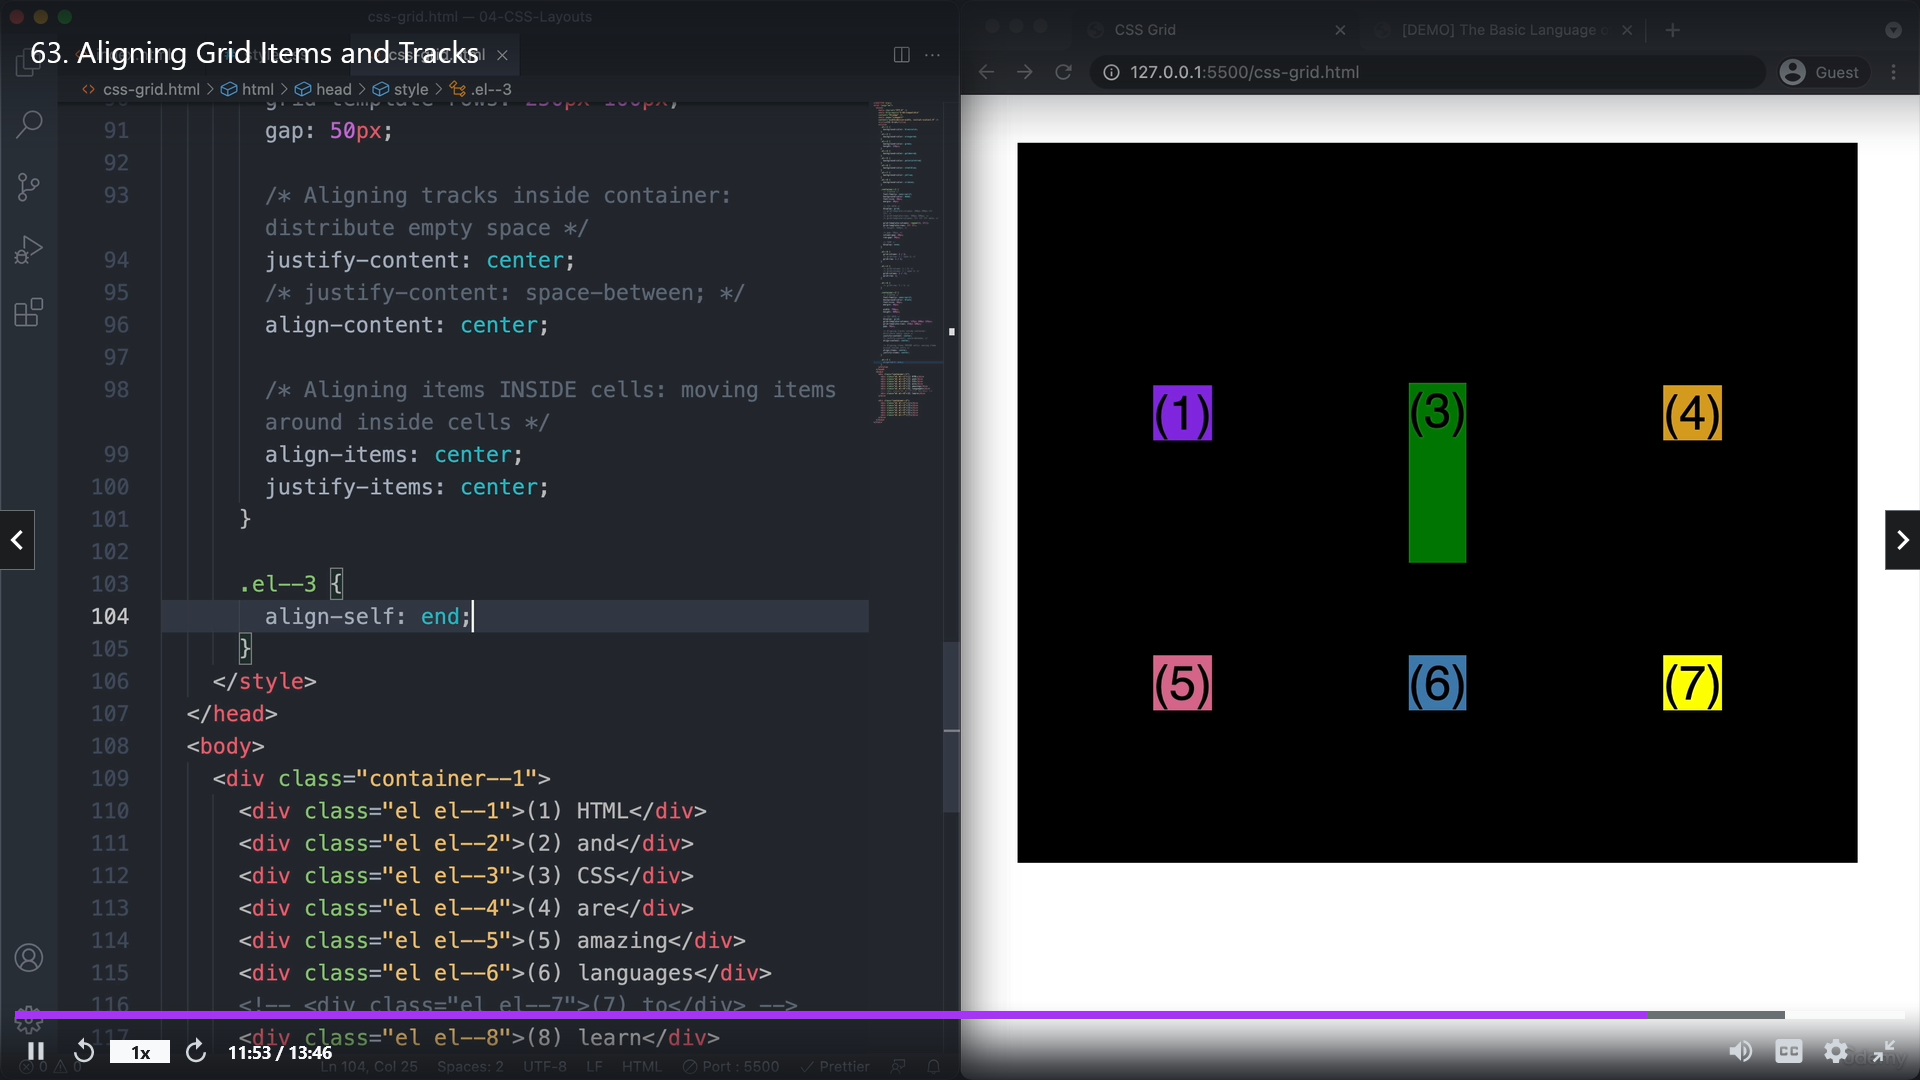 css-grid.html — 04-CSS-Layouts
63. Aligning Grid Items and Tracks
css-grid.html > html > head > style > .el--3
90 grid-template-rows: 250px 100px;
91 gap: 50px;
92
93 /* Aligning tracks inside container:
distribute empty space */
94 justify-content: center;
95 /* justify-content: space-between; */
96 align-content: center;
97
98 /* Aligning items INSIDE cells: moving items
around inside cells */
99 align-items: center;
100 justify-items: center;
101 }
102
103 .el--3 {
104 align-self: end;
105 }
106 </style>
107 </head>
108 <body>
109 <div class="container--1">
110 <div class="el el--1">(1) HTML</div>
111 <div class="el el--2">(2) and</div>
112 <div class="el el--3">(3) CSS</div>
113 <div class="el el--4">(4) are</div>
114 <div class="el el--5">(5) amazing</div>
115 <div class="el el--6">(6) languages</div>
116 <!-- <div class="el el--7">(7) to</div> -->
117 <div class="el el--8">(8) learn</div>
1x 11:53 / 13:46
0 0 Ln 104, Col 25 Spaces: 2 UTF-8 LF HTML Port : 5500 Prettier
CSS Grid
[DEMO] The Basic Language o
127.0.0.1:5500/css-grid.html
Guest
(1) (3) (4)
(5) (6) (7)
CC
udemy